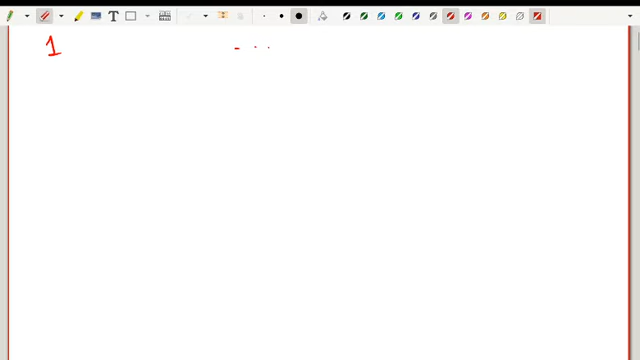 1 - . .